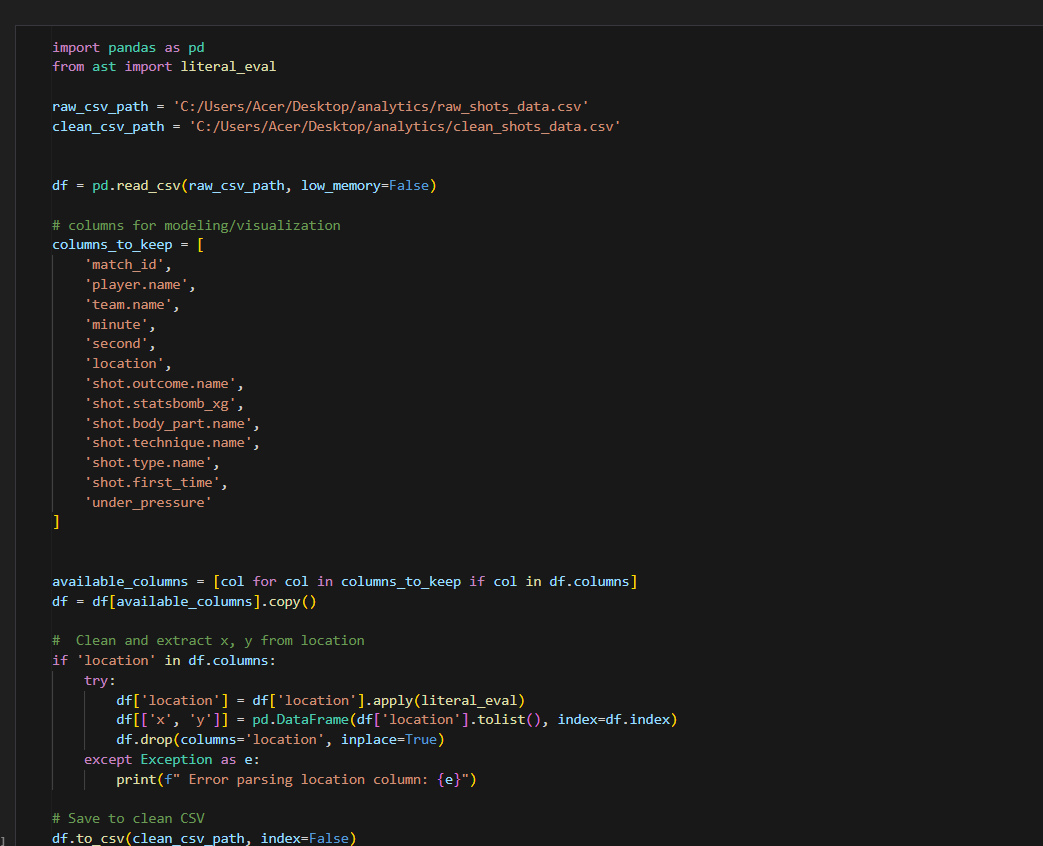 import pandas as pd
from ast import literal_eval
raw_csv_path = 'C:/Users/Acer/Desktop/analytics/raw_shots_data.csv'
clean_csv_path = 'C:/Users/Acer/Desktop/analytics/clean_shots_data.csv'
df = pd.read_csv(raw_csv_path, low_memory=False)
# columns for modeling/visualization
columns_to_keep = [
    'match_id',
    'player.name',
    'team.name',
    'minute',
    'second',
    'location',
    'shot.outcome.name',
    'shot.statsbomb_xg',
    'shot.body_part.name',
    'shot.technique.name',
    'shot.type.name',
    'shot.first_time',
    'under_pressure'
]
available_columns = [col for col in columns_to_keep if col in df.columns]
df = df[available_columns].copy()
#  Clean and extract x, y from location
if 'location' in df.columns:
    try:
        df['location'] = df['location'].apply(literal_eval)
        df[['x', 'y']] = pd.DataFrame(df['location'].tolist(), index=df.index)
        df.drop(columns='location', inplace=True)
    except Exception as e:
        print(f" Error parsing location column: {e}")
# Save to clean CSV
df.to_csv(clean_csv_path, index=False)
]